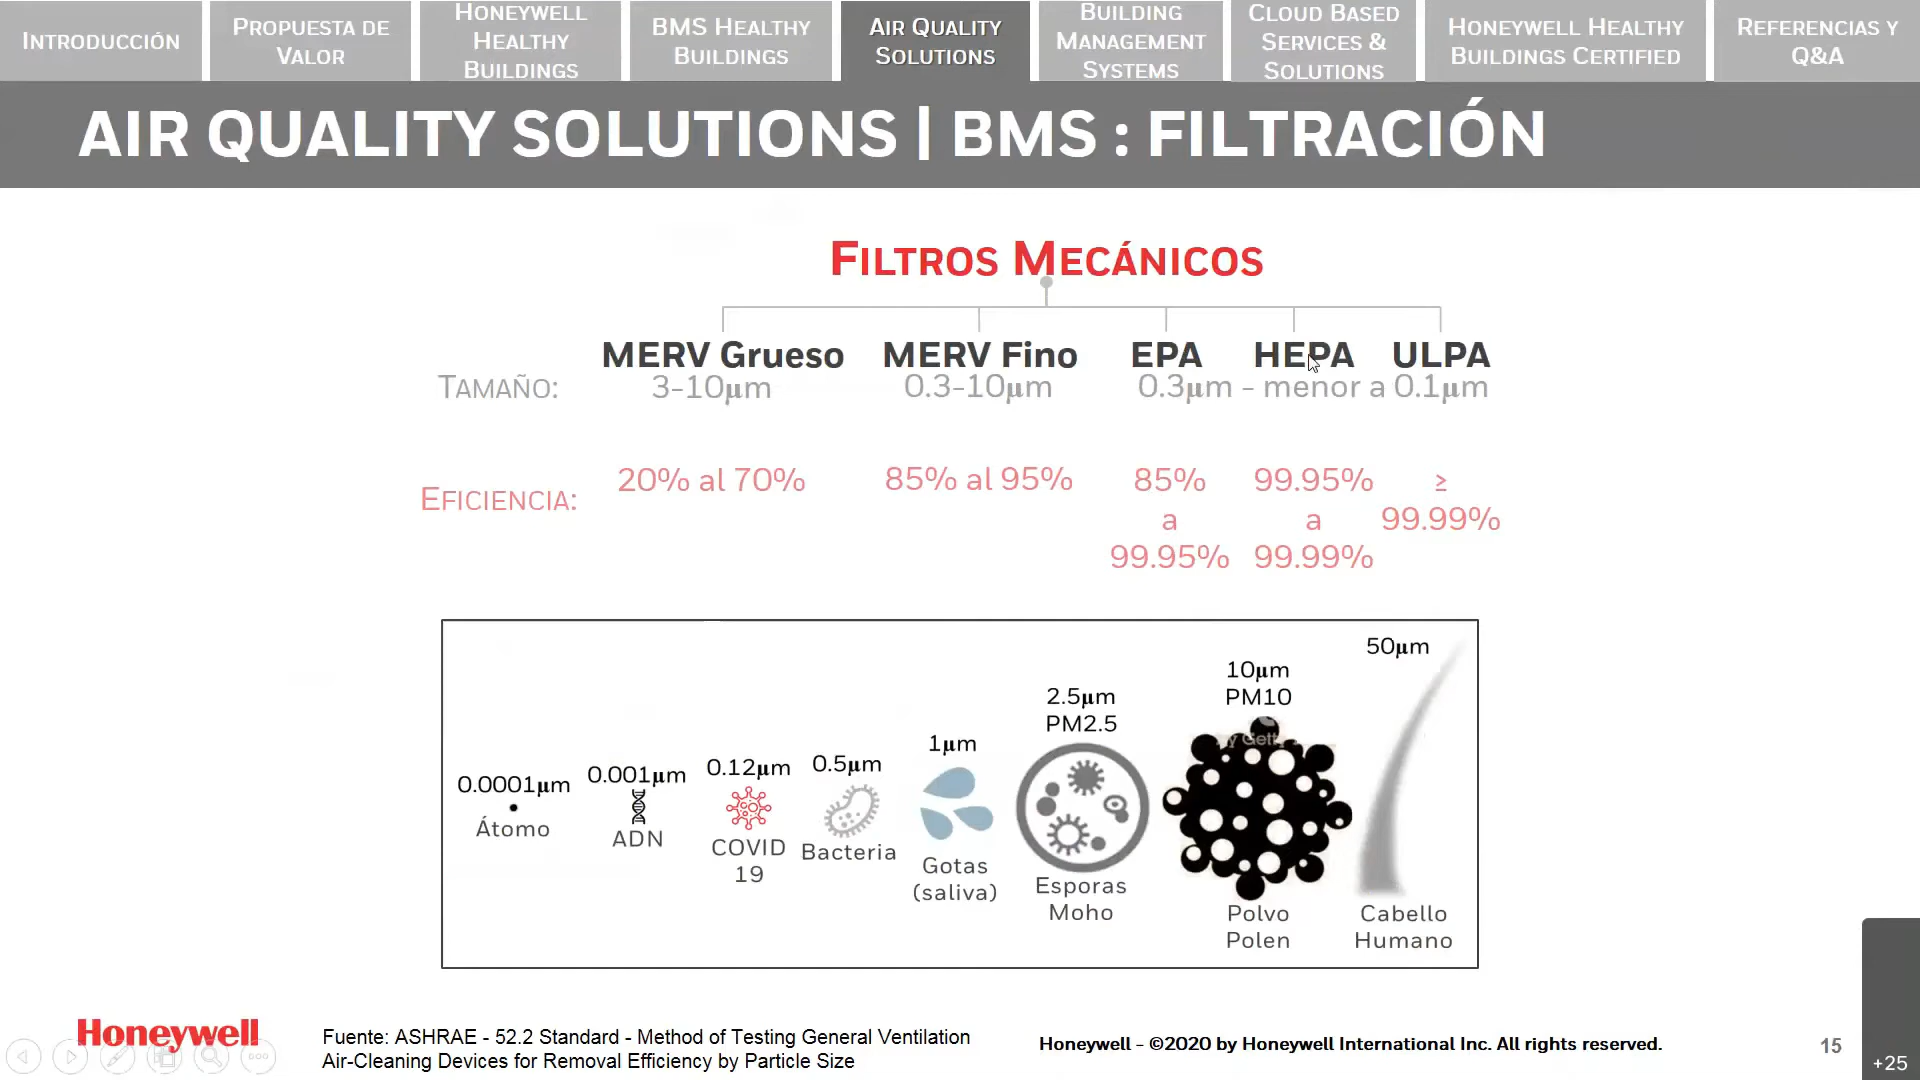 INTRODUCCIÓN
PROPUESTA DE
VALOR
HONEYWELL
HEALTHY
BUILDINGS
BMS HEALTHY
BUILDINGS
AIR QUALITY
SOLUTIONS
BUILDING
MANAGEMENT
SYSTEMS
CLOUD BASED
SERVICES &
SOLUTIONS
HONEYWELL HEALTHY
BUILDINGS CERTIFIED
REFERENCIAS Y
Q&A
AIR QUALITY SOLUTIONS | BMS : FILTRACIÓN
FILTROS MECÁNICOS
MERV Grueso MERV Fino EPA HEPA ULPA
TAMAÑO: 3-10µm 0.3-10µm 0.3µm - menor a 0.1µm
EFICIENCIA:
20% al 70%
85% al 95%
85%
a
99.95%
99.95%
a
99.99%
≥
99.99%
0.0001µm
Átomo
0.001µm
ADN
0.12µm
COVID
19
0.5µm
Bacteria
1µm
Gotas
(saliva)
2.5µm
PM2.5
Esporas
Moho
10µm
PM10
Polvo
Polen
50µm
Cabello
Humano
Honeywell
Fuente: ASHRAE - 52.2 Standard - Method of Testing General Ventilation
Air-Cleaning Devices for Removal Efficiency by Particle Size
Honeywell - ©2020 by Honeywell International Inc. All rights reserved.
15
+25